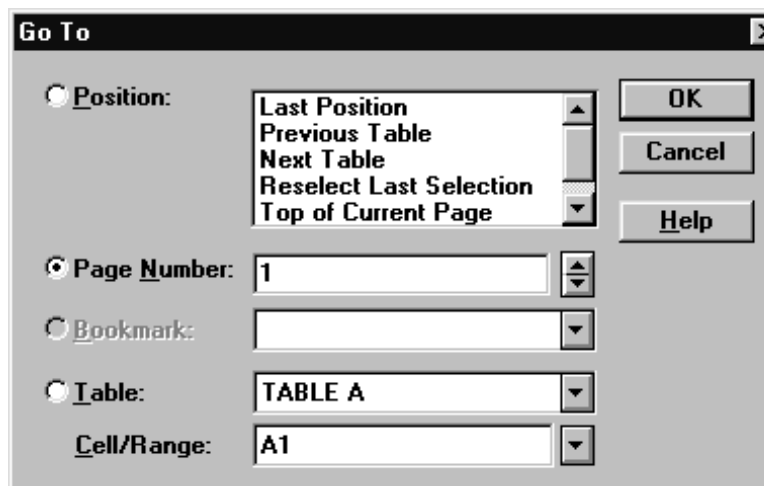 Go To
Position:
Last Position
Previous Table
Next Table
Reselect Last Selection
Top of Current Page
OK
Cancel
Help
Page Number: 1
Bookmark:
Table: TABLE A
Cell/Range: A1